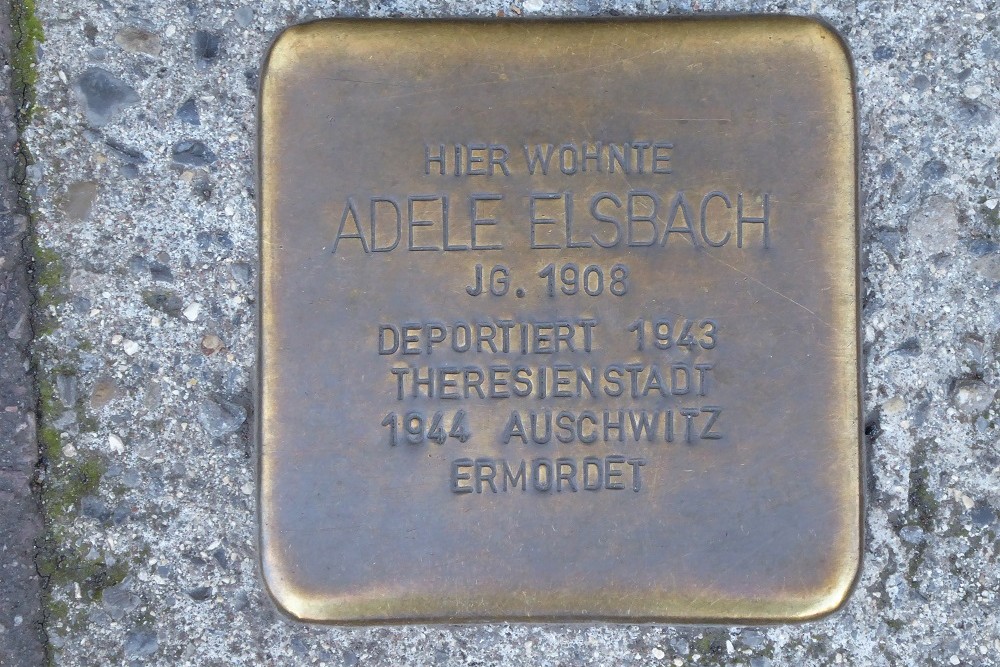 HIER WOHNTE
ADELE ELSBACH
JG. 1908
DEPORTIERT 1943
THERESIENSTADT
1944 AUSCHWITZ
ERMORDET